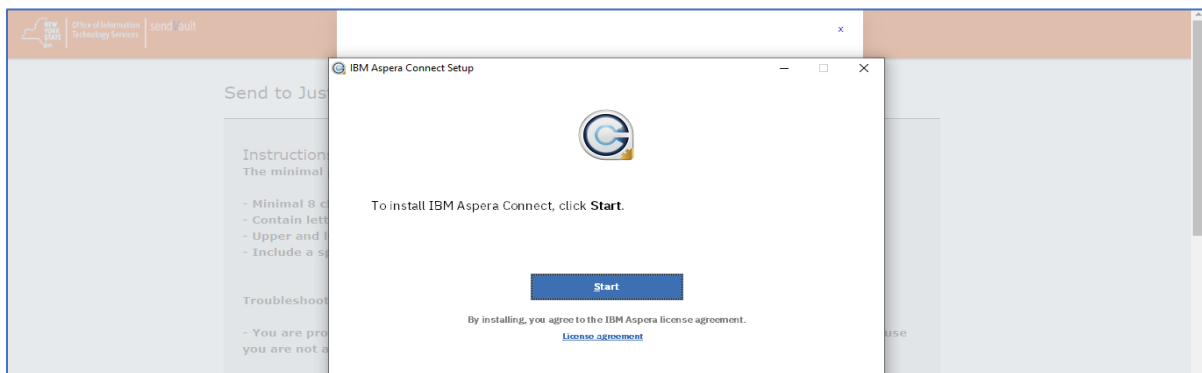 NEW YORK STATE
Office of Information
Technology Services
sendVault
x
IBM Aspera Connect Setup
Send to Jus
Instruction
The minimal
- Minimal 8 c
- Contain lett
- Upper and l
- Include a sp
To install IBM Aspera Connect, click Start.
Start
Troubleshoot
By installing, you agree to the IBM Aspera license agreement.
License agreement
- You are pro
use
you are not a